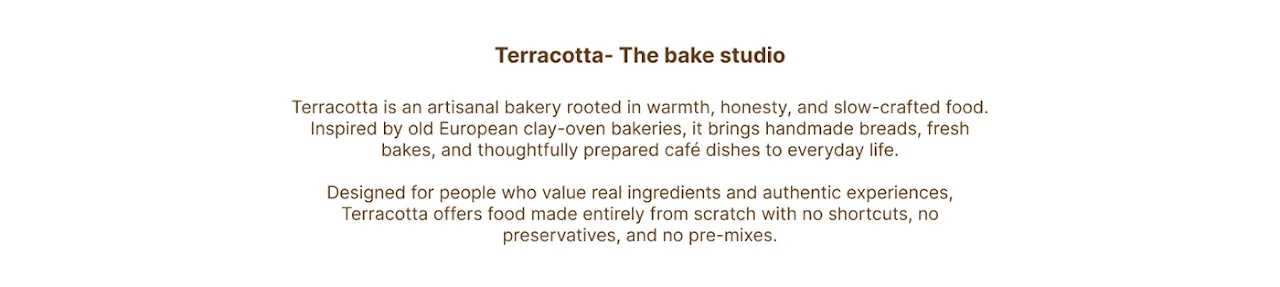 Terracotta- The bake studio
Terracotta is an artisanal bakery rooted in warmth, honesty, and slow-crafted food.
Inspired by old European clay-oven bakeries, it brings handmade breads, fresh
bakes, and thoughtfully prepared café dishes to everyday life.
Designed for people who value real ingredients and authentic experiences,
Terracotta offers food made entirely from scratch with no shortcuts, no
preservatives, and no pre-mixes.